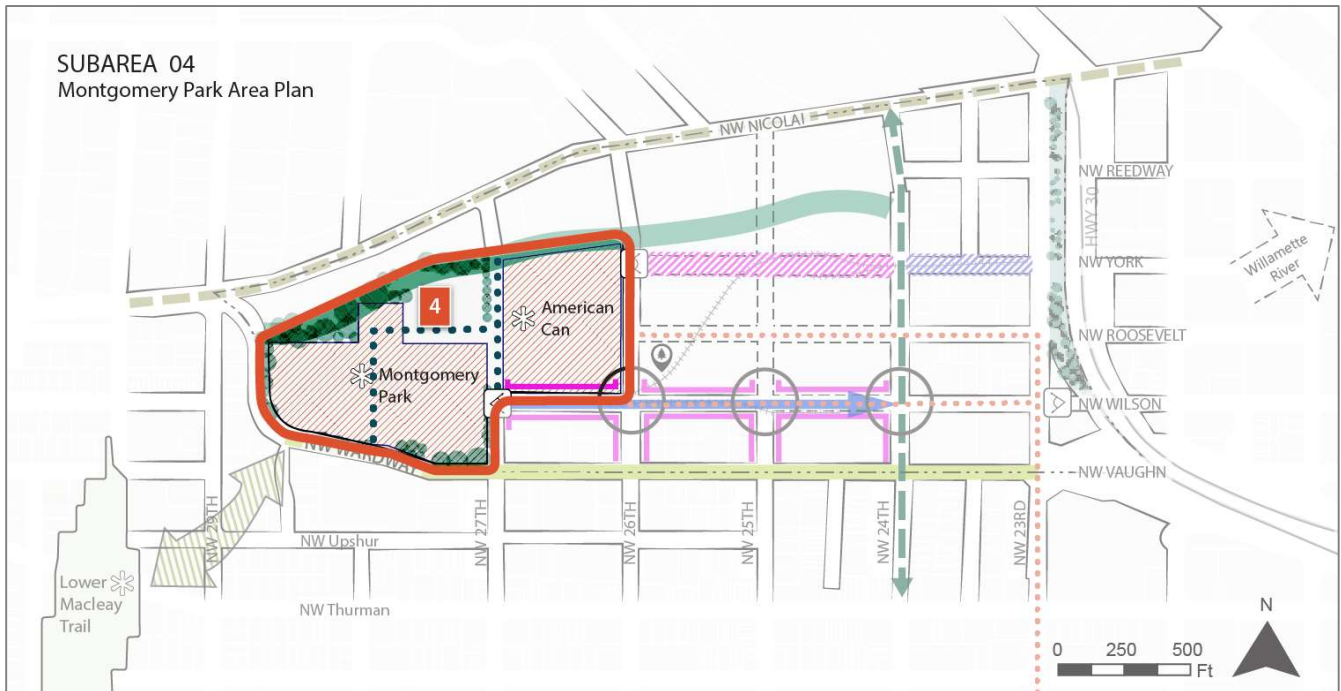 SUBAREA 04
Montgomery Park Area Plan
NW NICOLAI
NW REEDWAY
HWY 30
NW YORK
Willamette
River
4
American
Can
NW ROOSEVELT
Montgomery
Park
NW WILSON
NW WARDWAY
NW VAUGHN
NW 29TH
NW 27TH
NW 26TH
NW 25TH
NW 24TH
NW 23RD
NW Upshur
Lower
Macleay
Trail
NW Thurman
N
0 250 500
Ft